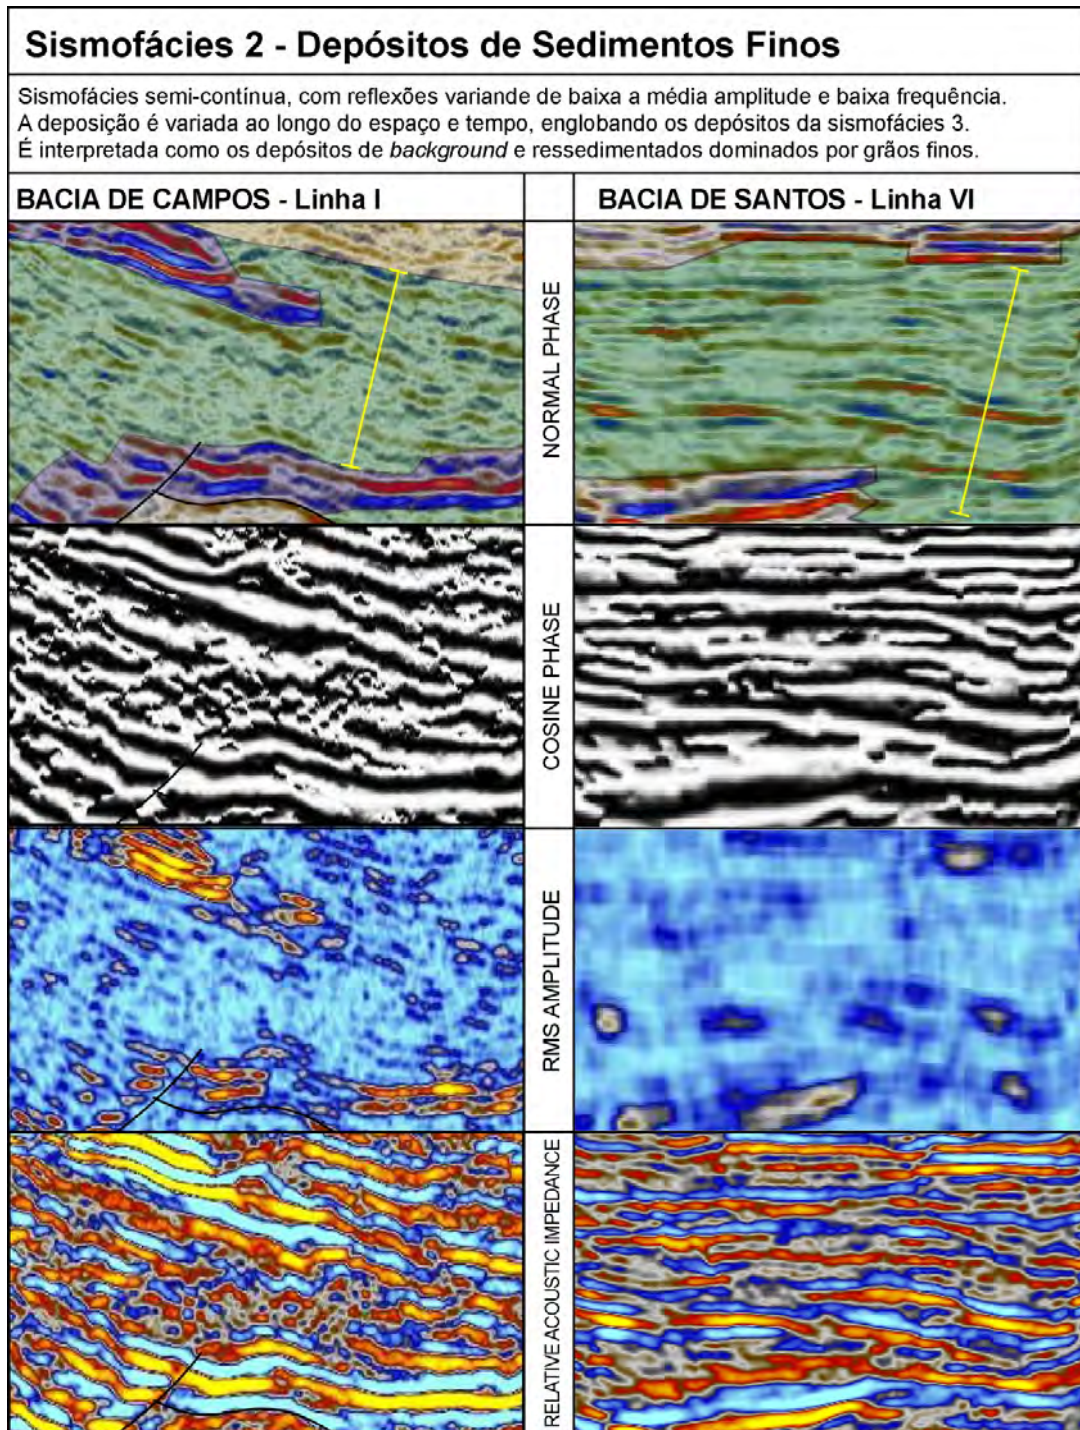 Sismofácies 2 - Depósitos de Sedimentos Finos
Sismofácies semi-contínua, com reflexões variande de baixa a média amplitude e baixa frequência.
A deposição é variada ao longo do espaço e tempo, englobando os depósitos da sismofácies 3.
É interpretada como os depósitos de background e ressedimentados dominados por grãos finos.
BACIA DE CAMPOS - Linha I
BACIA DE SANTOS - Linha VI
NORMAL PHASE
COSINE PHASE
RMS AMPLITUDE
RELATIVE ACOUSTIC IMPEDANCE